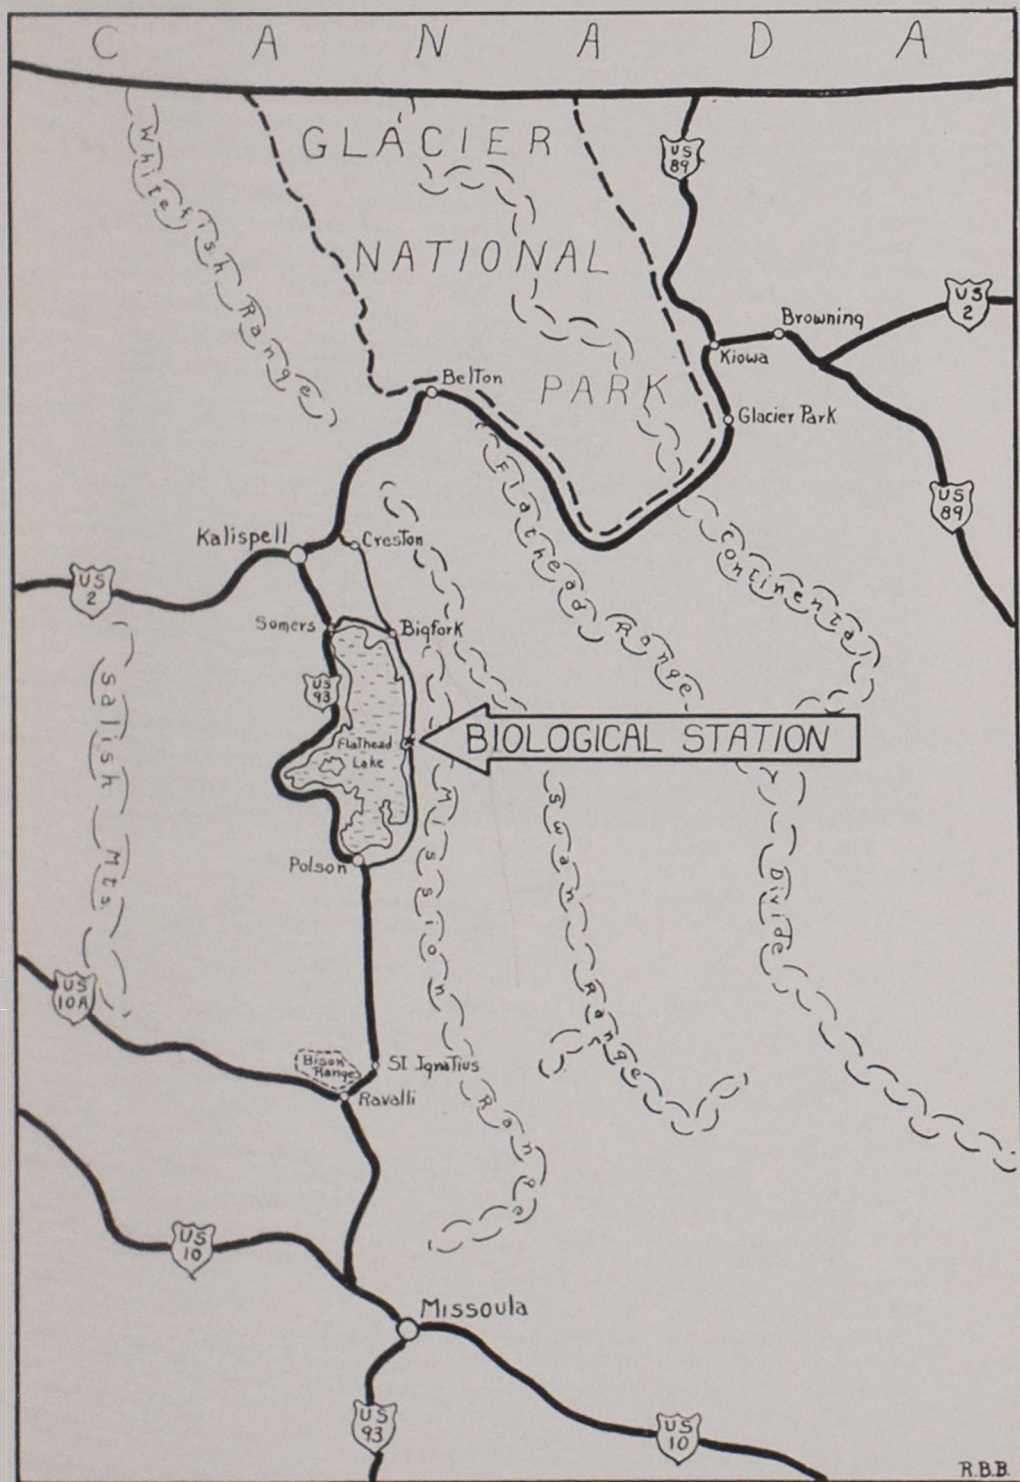 CANADA
Whitefish Range
GLACIER
NATIONAL
PARK
US
89
US
2
Browning
Kiowa
Belton
Glacier Park
US
89
Flathead Range
Continental
Divide
Kalispell
Creston
US
2
Somers
Bigfork
US
93
Salish Mts.
Flathead
Lake
BIOLOGICAL STATION
Mission Range
Swan Range
Polson
US
10A
Bison
Range
St. Ignatius
Ravalli
US
10
Missoula
US
93
US
10
R.B.B.